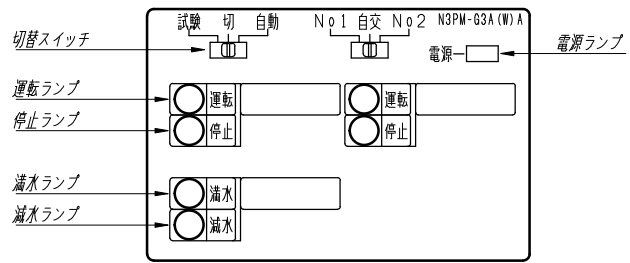 試験 切 自動 No1 自交 No2 N3PM-G3A(W)A
切替スイッチ 電源 電源ランプ
運転ランプ 運転 運転
停止ランプ 停止 停止
満水ランプ 満水
減水ランプ 減水